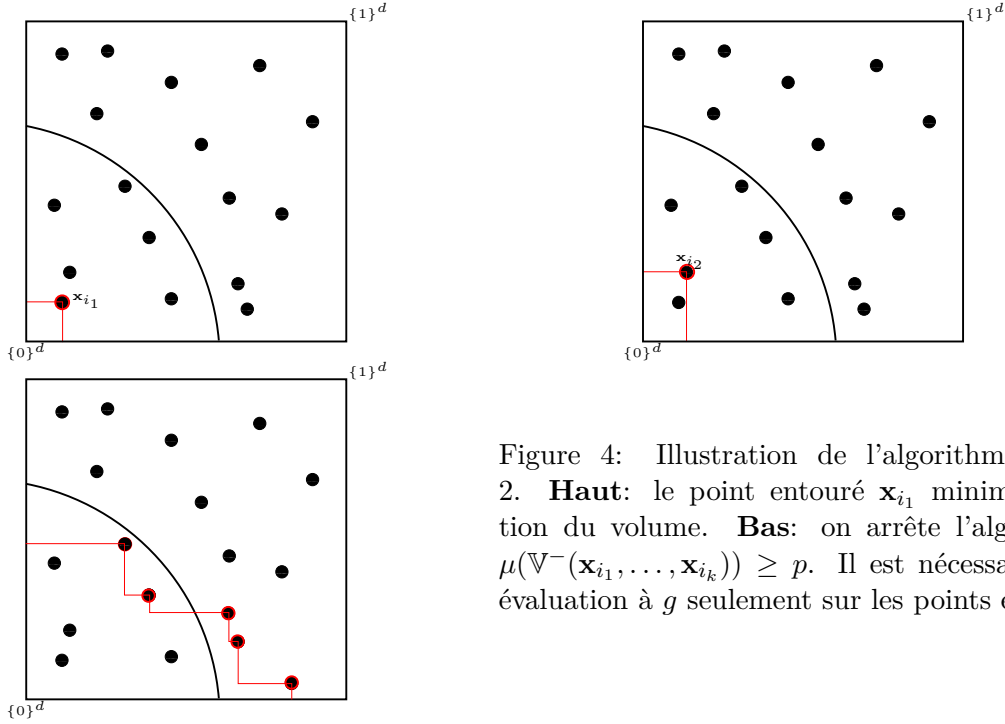 {1}^d
{1}^d
x_{i_1}
x_{i_2}
{0}^d
{0}^d
{1}^d
Figure 4: Illustration de l'algorithm
2. Haut: le point entouré x_{i_1} minim
tion du volume. Bas: on arrête l'alg
μ(𝕍^−(x_{i_1}, …, x_{i_k})) ≥ p. Il est nécessa
évaluation à g seulement sur les points e
{0}^d